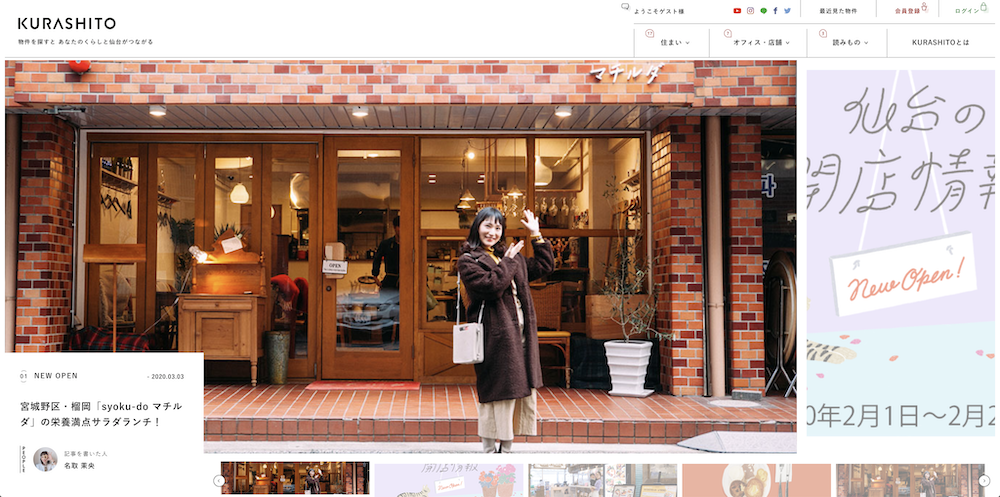 KURASHITO
物件を探すと あなたのくらしと仙台がつながる
ようこそゲスト様
最近見た物件
会員登録
ログイン
住まい
オフィス・店舗
読みもの
KURASHITOとは
マチルダ
OPEN
仙台の
開店情報
New Open!
0年2月1日〜2月2
01 NEW OPEN
- 2020.03.03
宮城野区・榴岡「syoku-do マチル
ダ」の栄養満点サラダランチ！
PEOPLE
記事を書いた人
名取 茉央
開店情報
New Open!